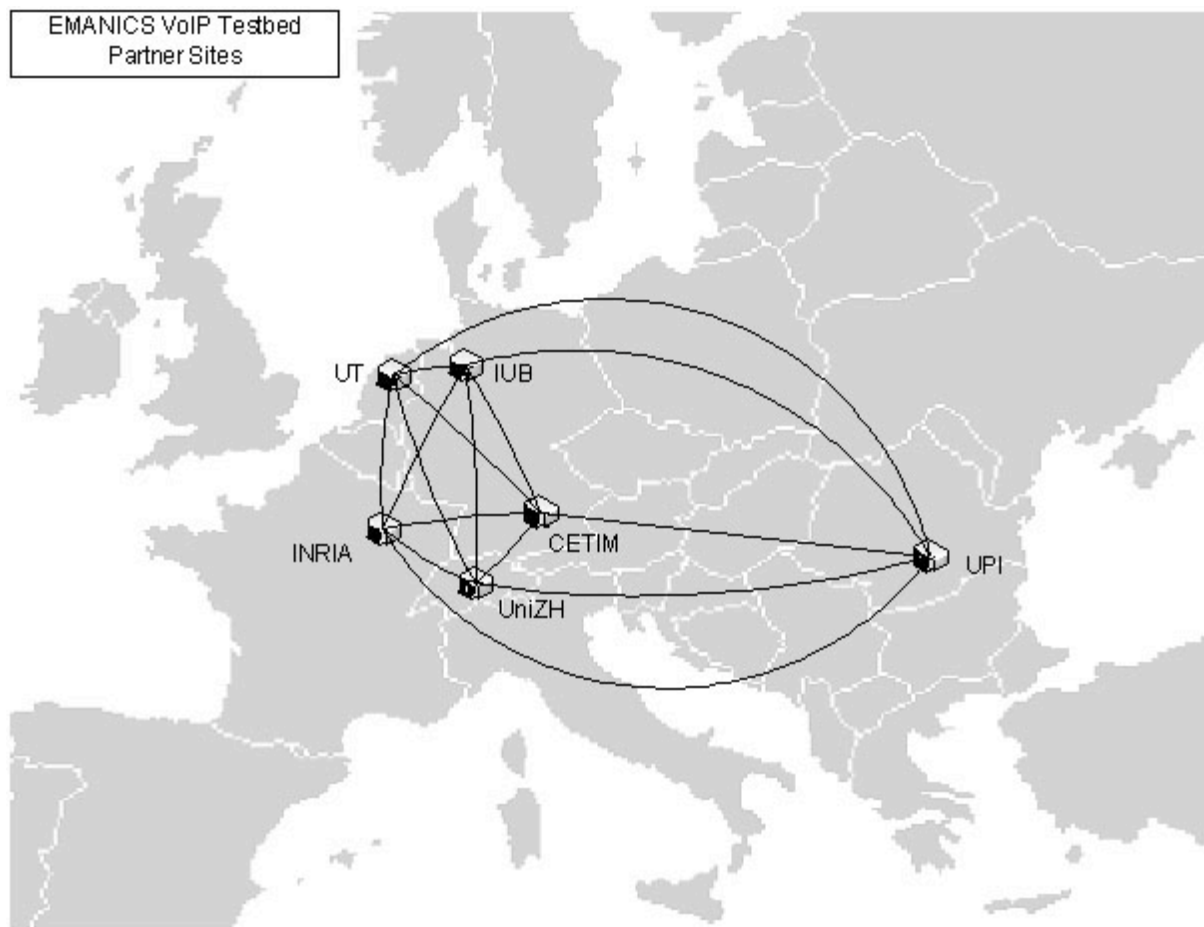 EMANICS VoIP Testbed
Partner Sites
UT
IUB
INRIA
CETIM
UPI
UniZH